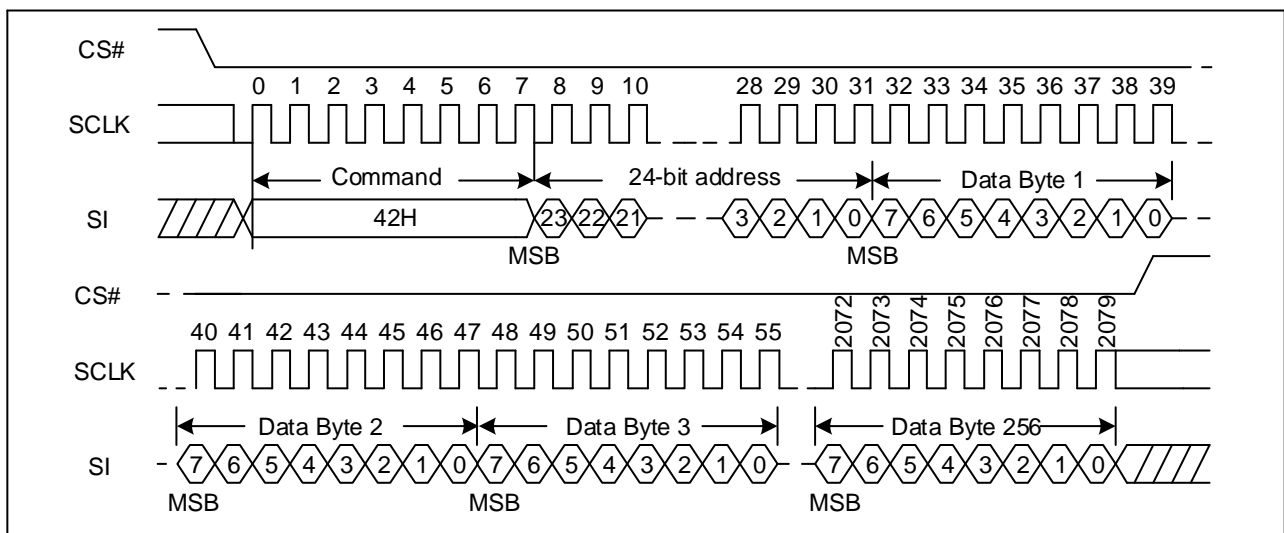 CS#
0 1 2 3 4 5 6 7 8 9 10 28 29 30 31 32 33 34 35 36 37 38 39
SCLK
Command 24-bit address Data Byte 1
SI 42H 23 22 21 3 2 1 0 7 6 5 4 3 2 1 0
MSB MSB
CS#
40 41 42 43 44 45 46 47 48 49 50 51 52 53 54 55 2072 2073 2074 2075 2076 2077 2078 2079
SCLK
Data Byte 2 Data Byte 3 Data Byte 256
SI 7 6 5 4 3 2 1 0 7 6 5 4 3 2 1 0 7 6 5 4 3 2 1 0
MSB MSB MSB